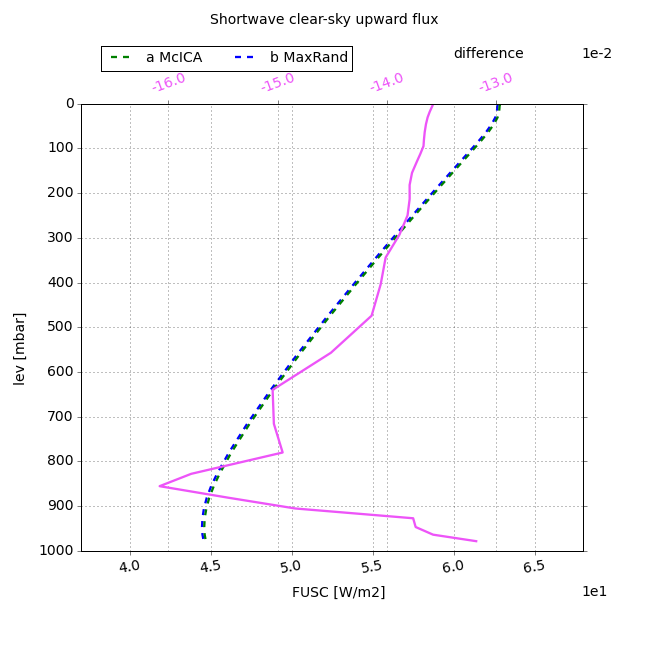 Shortwave clear-sky upward flux
a McICA b MaxRand difference 1e-2
-16.0 -15.0 -14.0 -13.0
0
100
200
300
400
500
600
700
800
900
1000
lev [mbar]
4.0 4.5 5.0 5.5 6.0 6.5
FUSC [W/m2] 1e1